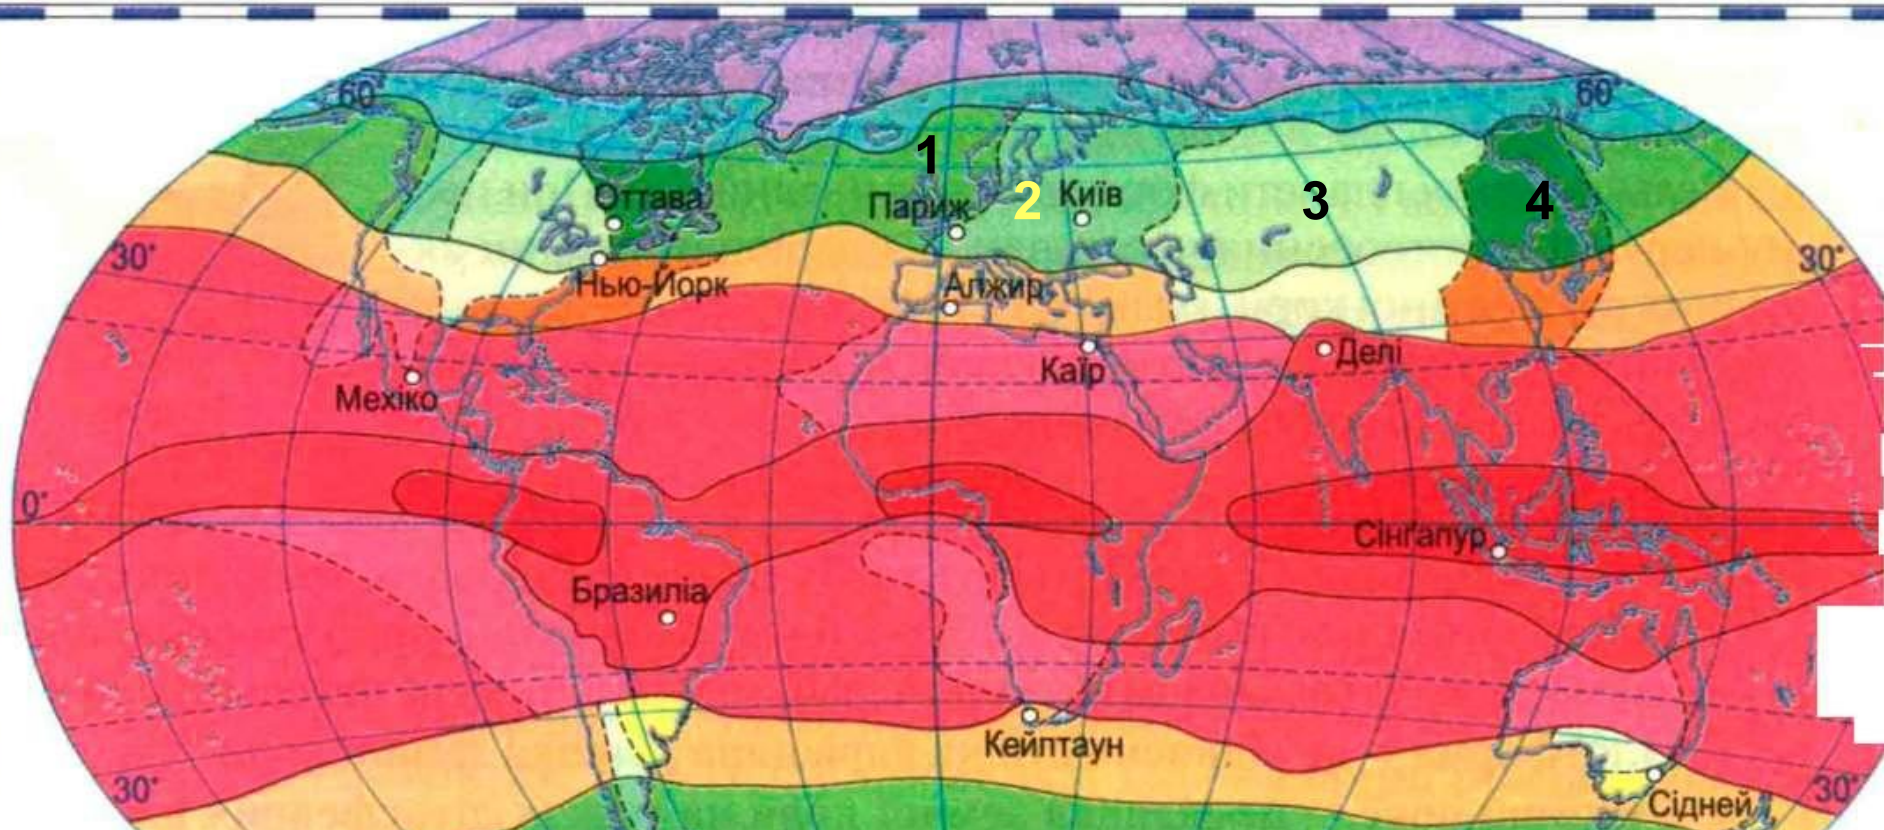 60°
60°
1
Оттава
Париж
2
Київ
3
4
30°
30°
Нью-Йорк
Алжир
Каїр
Делі
Мехіко
0°
Сінґапур
Бразиліа
Кейптаун
30°
Сідней
30°